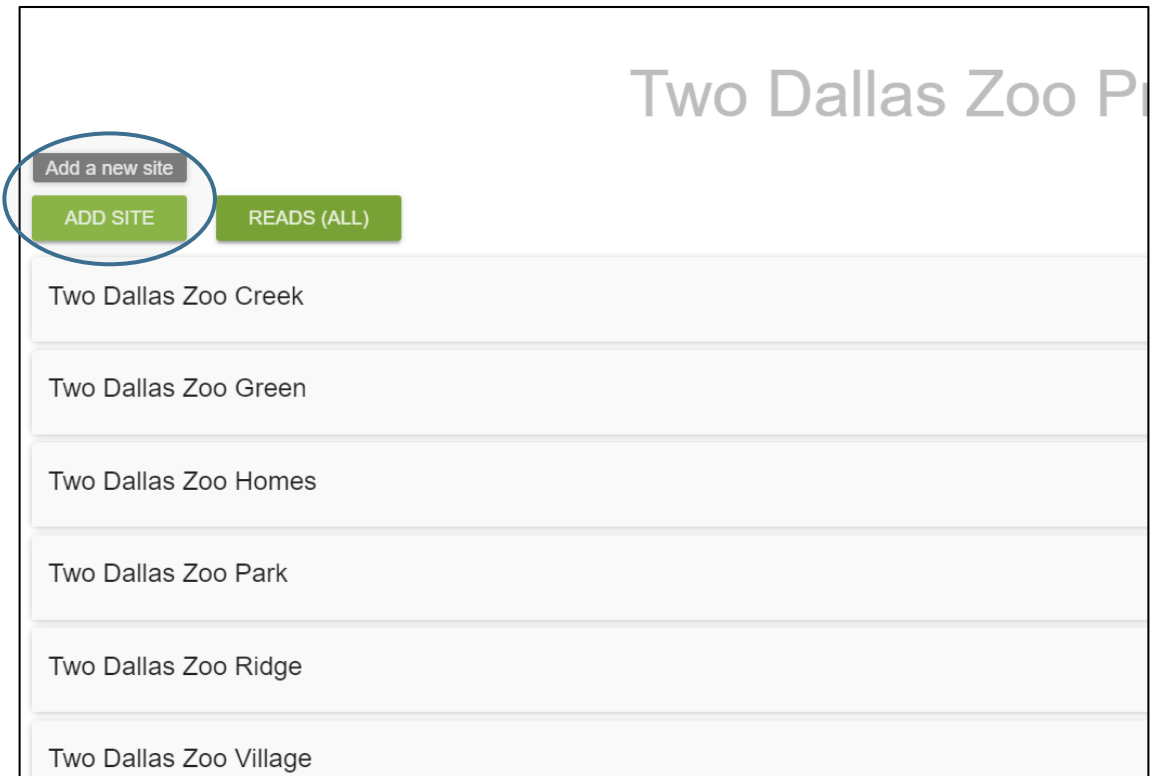 Two Dallas Zoo
Add a new site
ADD SITE
READS (ALL)
Two Dallas Zoo Creek
Two Dallas Zoo Green
Two Dallas Zoo Homes
Two Dallas Zoo Park
Two Dallas Zoo Ridge
Two Dallas Zoo Village